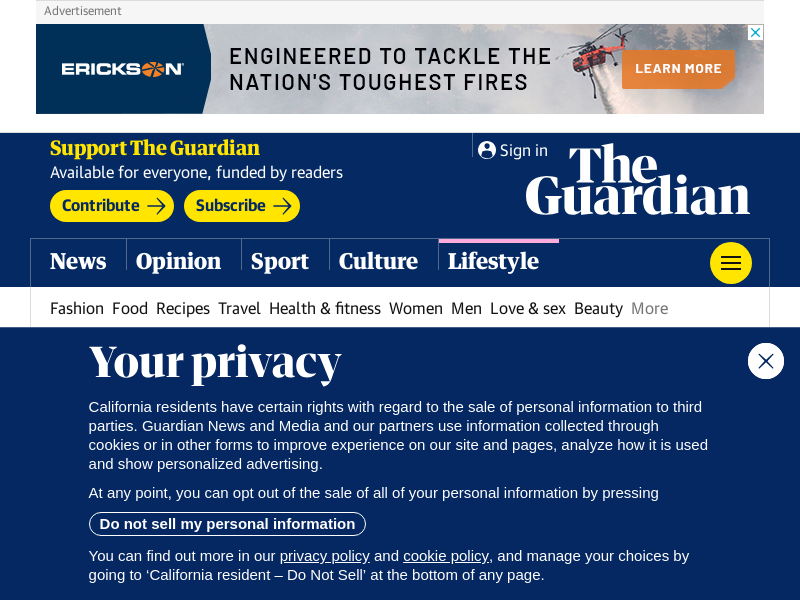 Advertisement
ERICKSON
ENGINEERED TO TACKLE THE
NATION'S TOUGHEST FIRES
LEARN MORE
Support The Guardian
Available for everyone, funded by readers
Contribute
Subscribe
Sign in
The
Guardian
News Opinion Sport Culture Lifestyle
Fashion Food Recipes Travel Health & fitness Women Men Love & sex Beauty More
Your privacy
California residents have certain rights with regard to the sale of personal information to third
parties. Guardian News and Media and our partners use information collected through
cookies or in other forms to improve experience on our site and pages, analyze how it is used
and show personalized advertising.
At any point, you can opt out of the sale of all of your personal information by pressing
Do not sell my personal information
You can find out more in our privacy policy and cookie policy, and manage your choices by
going to ‘California resident – Do Not Sell’ at the bottom of any page.